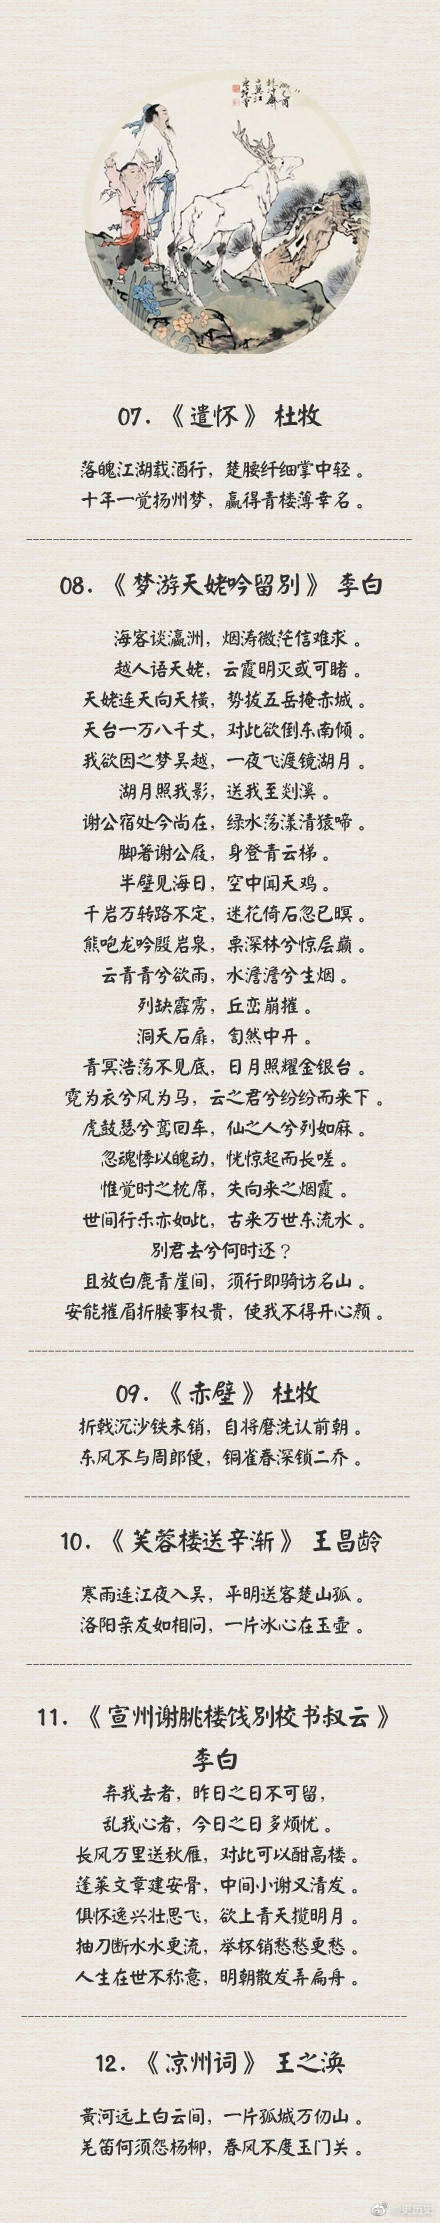 07.《遣怀》 杜牧
落魄江湖载酒行，楚腰纤细掌中轻。
十年一觉扬州梦，赢得青楼薄幸名。
08.《梦游天姥吟留别》 李白
海客谈瀛洲，烟涛微茫信难求。
越人语天姥，云霞明灭或可睹。
天姥连天向天横，势拔五岳掩赤城。
天台一万八千丈，对此欲倒东南倾。
我欲因之梦吴越，一夜飞渡镜湖月。
湖月照我影，送我至剡溪。
谢公宿处今尚在，绿水荡漾清猿啼。
脚著谢公屐，身登青云梯。
半壁见海日，空中闻天鸡。
千岩万转路不定，迷花倚石忽已暝。
熊咆龙吟殷岩泉，栗深林兮惊层巅。
云青青兮欲雨，水澹澹兮生烟。
列缺霹雳，丘峦崩摧。
洞天石扉，訇然中开。
青冥浩荡不见底，日月照耀金银台。
霓为衣兮风为马，云之君兮纷纷而来下。
虎鼓瑟兮鸾回车，仙之人兮列如麻。
忽魂悸以魄动，恍惊起而长嗟。
惟觉时之枕席，失向来之烟霞。
世间行乐亦如此，古来万世东流水。
别君去兮何时还？
且放白鹿青崖间，须行即骑访名山。
安能摧眉折腰事权贵，使我不得开心颜。
09.《赤壁》 杜牧
折戟沉沙铁未销，自将磨洗认前朝。
东风不与周郎便，铜雀春深锁二乔。
10.《芙蓉楼送辛渐》 王昌龄
寒雨连江夜入吴，平明送客楚山孤。
洛阳亲友如相问，一片冰心在玉壶。
11.《宣州谢朓楼饯别校书叔云》
李白
弃我去者，昨日之日不可留，
乱我心者，今日之日多烦忧。
长风万里送秋雁，对此可以酣高楼。
蓬莱文章建安骨，中间小谢又清发。
俱怀逸兴壮思飞，欲上青天揽明月。
抽刀断水水更流，举杯销愁愁更愁。
人生在世不称意，明朝散发弄扁舟。
12.《凉州词》 王之涣
黄河远上白云间，一片孤城万仞山。
羌笛何须怨杨柳，春风不度玉门关。